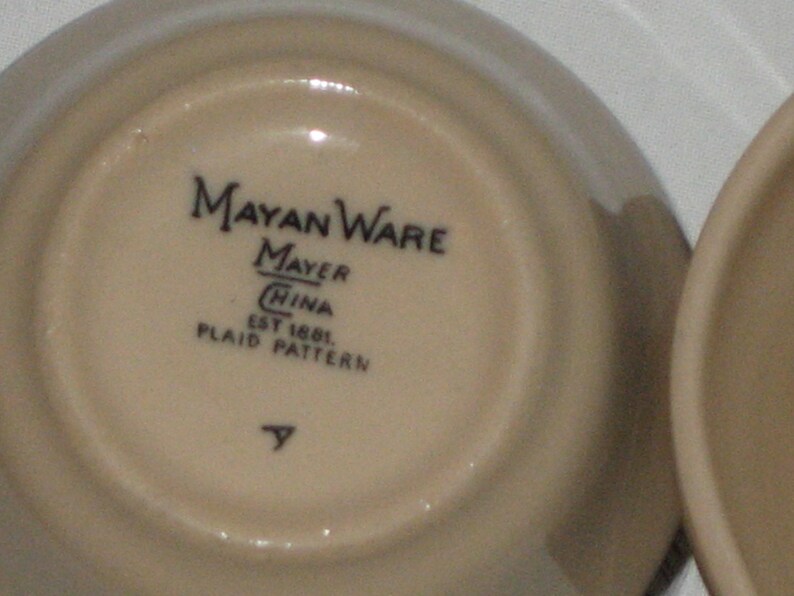 MAYAN WARE
MAYER
CHINA
EST 1881.
PLAID PATTERN
A